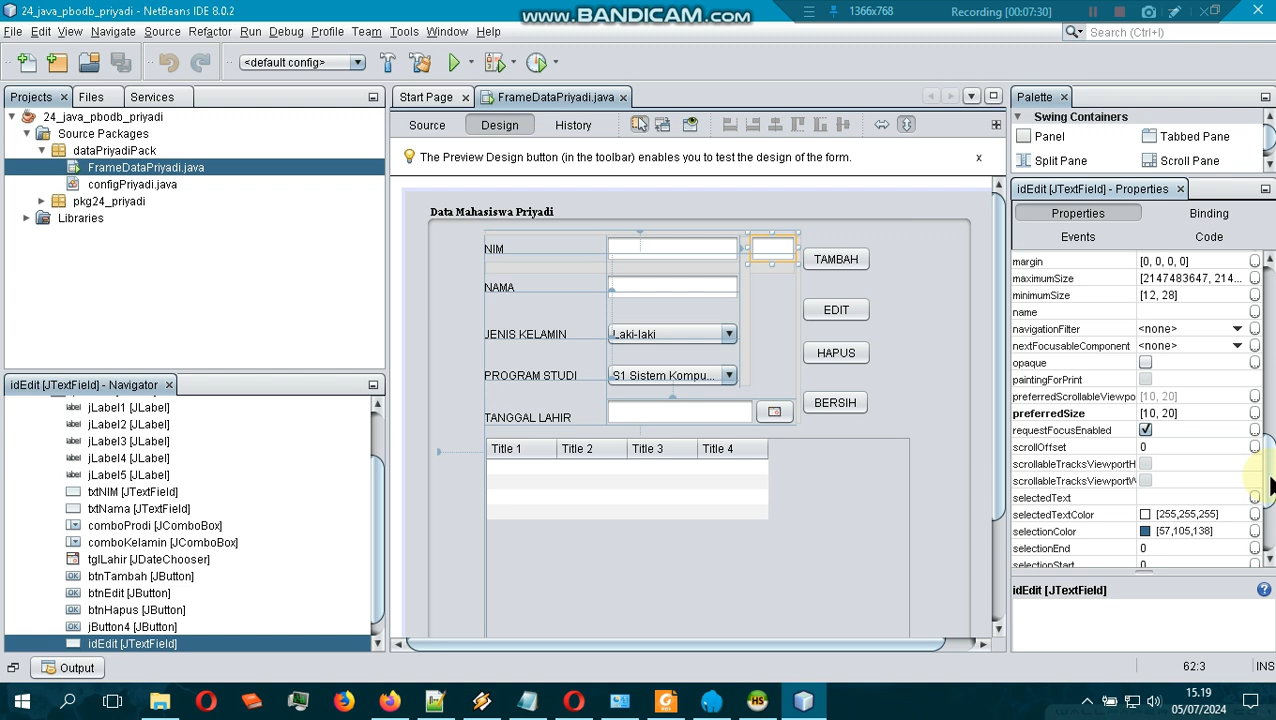 24_java_pbodb_priyadi - NetBeans IDE 8.0.2
www.BANDICAM.com
1366x768
Recording [00:07:30]
File Edit View Navigate Source Refactor Run Debug Profile Team Tools Window Help
Search (Ctrl+I)
<default config>
Projects
Files
Services
Start Page
FrameDataPriyadi.java
Palette
24_java_pbodb_priyadi
Source Packages
dataPriyadiPack
FrameDataPriyadi.java
configPriyadi.java
pkg24_priyadi
Libraries
Source
Design
History
The Preview Design button (in the toolbar) enables you to test the design of the form.
x
Swing Containers
Panel
Tabbed Pane
Split Pane
Scroll Pane
Data Mahasiswa Priyadi
NIM
NAMA
JENIS KELAMIN
Laki-laki
PROGRAM STUDI
S1 Sistem Kompu...
TANGGAL LAHIR
TAMBAH
EDIT
HAPUS
BERSIH
Title 1
Title 2
Title 3
Title 4
idEdit [JTextField] - Properties
Properties
Binding
Events
Code
margin [0, 0, 0, 0]
maximumSize [2147483647, 214...
minimumSize [12, 28]
name
navigationFilter <none>
nextFocusableComponent <none>
opaque
paintingForPrint
preferredScrollableViewpor [10, 20]
preferredSize [10, 20]
requestFocusEnabled
scrollOffset 0
scrollableTracksViewportH
scrollableTracksViewportW
selectedText
selectedTextColor [255,255,255]
selectionColor [57,105,138]
selectionEnd 0
selectionStart 0
idEdit [JTextField]
idEdit [JTextField] - Navigator
label jLabel1 [JLabel]
label jLabel2 [JLabel]
label jLabel3 [JLabel]
label jLabel4 [JLabel]
label jLabel5 [JLabel]
txtNIM [JTextField]
txtNama [JTextField]
comboProdi [JComboBox]
comboKelamin [JComboBox]
tglLahir [JDateChooser]
OK btnTambah [JButton]
OK btnEdit [JButton]
OK btnHapus [JButton]
OK jButton4 [JButton]
idEdit [JTextField]
Output
62:3
INS
15.19
05/07/2024